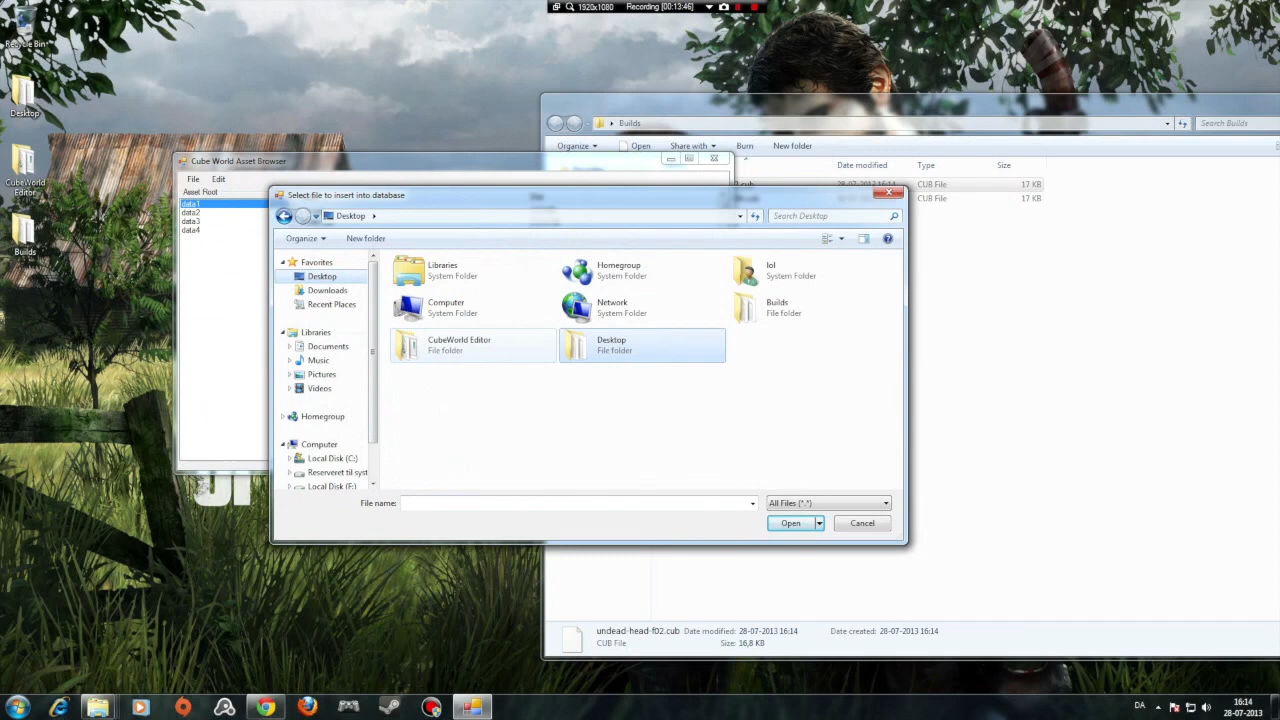 1920x1080 Recording [00:13:46]
Recycle Bin
Desktop
CubeWorld
Editor
Builds
Builds
Search Builds
Organize Open Share with Burn New folder
Date modified Type Size
28-07-2013 16:14 CUB File 17 KB
CUB File 17 KB
Cube World Asset Browser
File Edit
Asset Root
data1
data2
data3
data4
Select file to insert into database
Desktop
Search Desktop
Organize New folder
Favorites
Desktop
Downloads
Recent Places
Libraries
Documents
Music
Pictures
Videos
Homegroup
Computer
Local Disk (C:)
Reserveret til syst
Local Disk (F:)
Libraries
System Folder
Homegroup
System Folder
lol
System Folder
Computer
System Folder
Network
System Folder
Builds
File folder
CubeWorld Editor
File folder
Desktop
File folder
File name:
All Files (*.*)
Open
Cancel
undead-head-f02.cub Date modified: 28-07-2013 16:14 Date created: 28-07-2013 16:14
CUB File Size: 16,8 KB
DA
16:14
28-07-2013